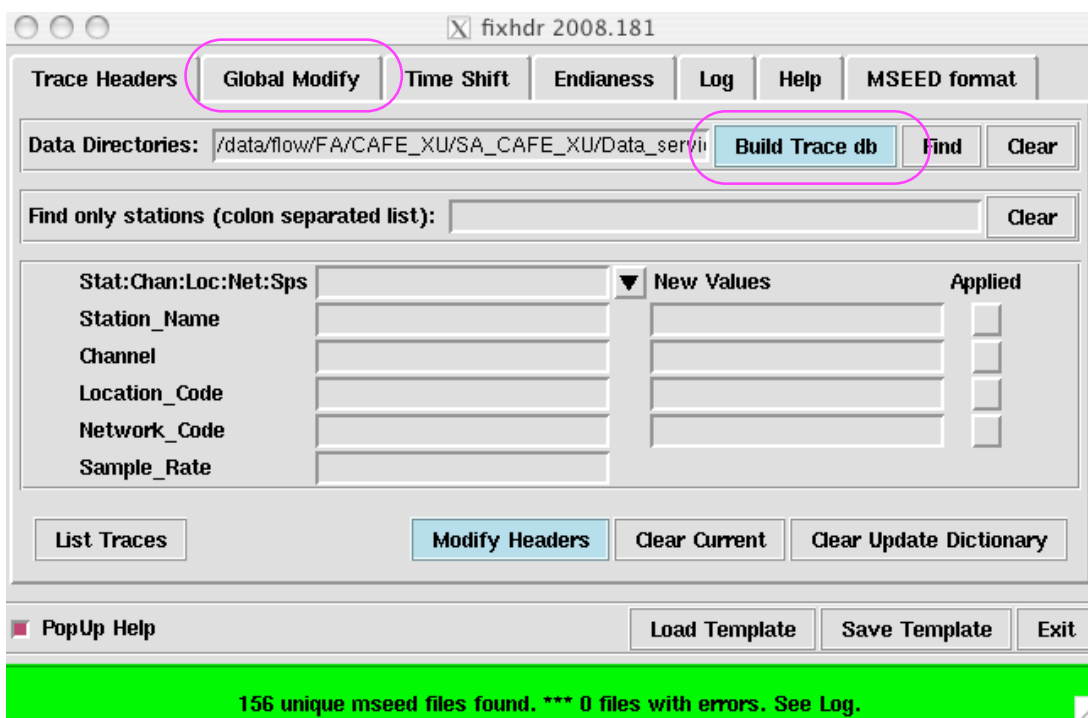 fixhdr 2008.181
Trace Headers Global Modify Time Shift Endianess Log Help MSEED format
Data Directories: /data/flow/FA/CAFE_XU/SA_CAFE_XU/Data_servi Build Trace db Find Clear
Find only stations (colon separated list): Clear
Stat:Chan:Loc:Net:Sps New Values Applied
Station_Name
Channel
Location_Code
Network_Code
Sample_Rate
List Traces Modify Headers Clear Current Clear Update Dictionary
PopUp Help Load Template Save Template Exit
156 unique mseed files found. *** 0 files with errors. See Log.